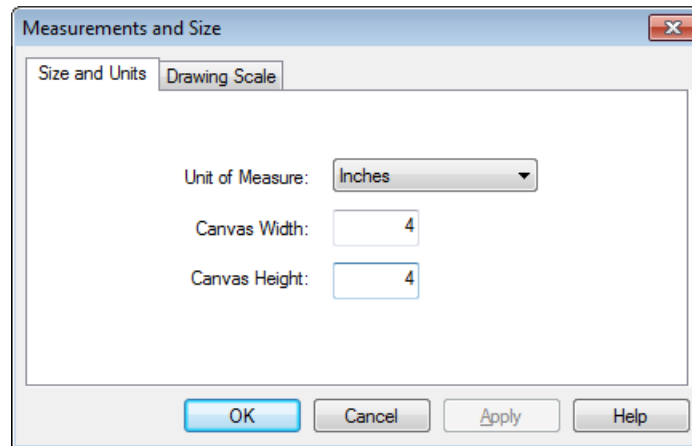 Measurements and Size
Size and Units Drawing Scale
Unit of Measure: Inches
Canvas Width: 4
Canvas Height: 4
OK Cancel Apply Help